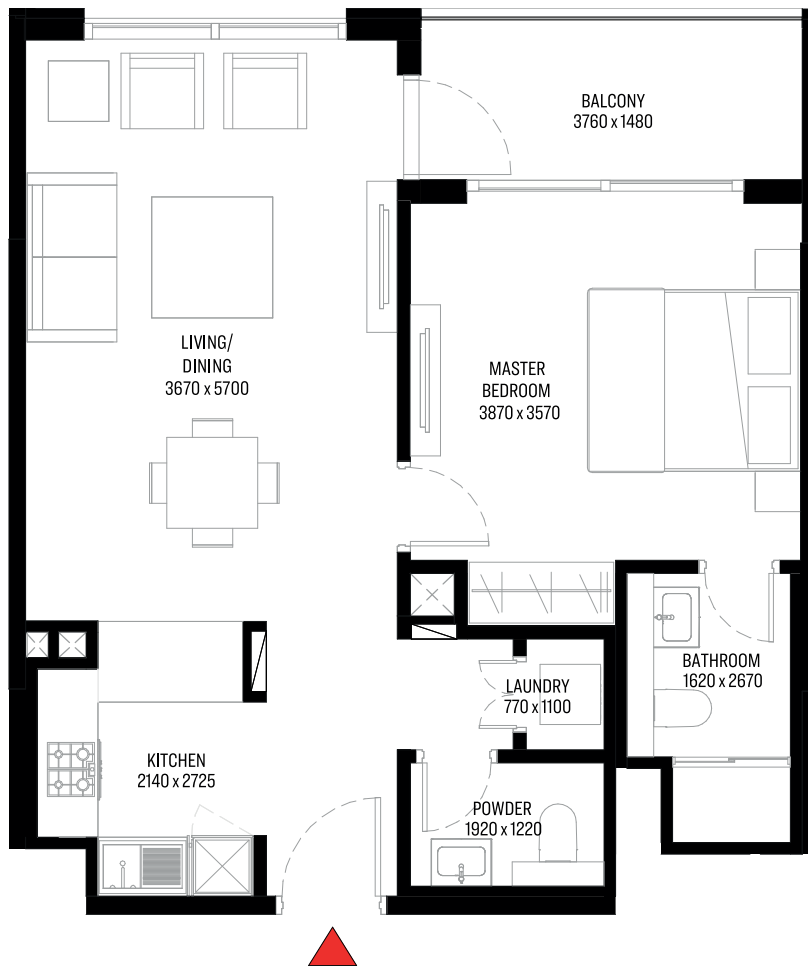 BALCONY
3760 x 1480
LIVING/
DINING
3670 x 5700
MASTER
BEDROOM
3870 x 3570
BATHROOM
1620 x 2670
LAUNDRY
770 x 1100
KITCHEN
2140 x 2725
POWDER
1920 x 1220